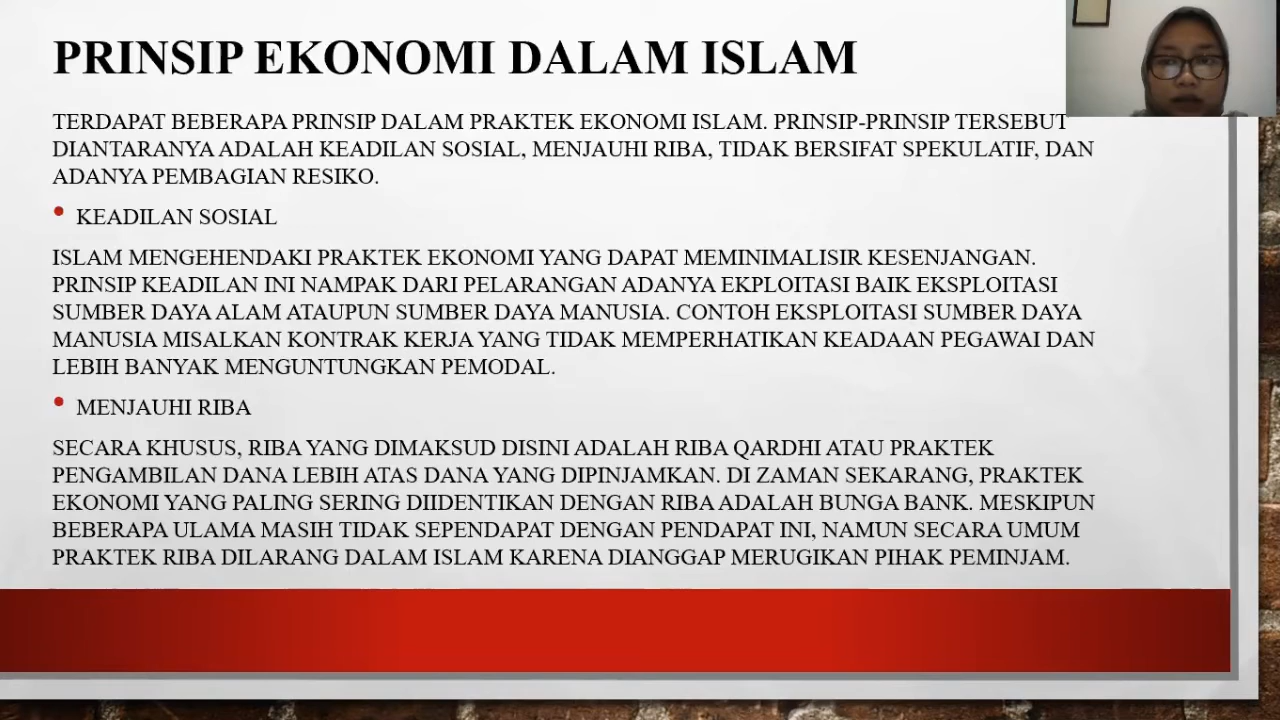 PRINSIP EKONOMI DALAM ISLAM
TERDAPAT BEBERAPA PRINSIP DALAM PRAKTEK EKONOMI ISLAM. PRINSIP-PRINSIP TERSEBUT
DIANTARANYA ADALAH KEADILAN SOSIAL, MENJAUHI RIBA, TIDAK BERSIFAT SPEKULATIF, DAN
ADANYA PEMBAGIAN RESIKO.
• KEADILAN SOSIAL
ISLAM MENGEHENDAKI PRAKTEK EKONOMI YANG DAPAT MEMINIMALISIR KESENJANGAN.
PRINSIP KEADILAN INI NAMPAK DARI PELARANGAN ADANYA EKPLOITASI BAIK EKSPLOITASI
SUMBER DAYA ALAM ATAUPUN SUMBER DAYA MANUSIA. CONTOH EKSPLOITASI SUMBER DAYA
MANUSIA MISALKAN KONTRAK KERJA YANG TIDAK MEMPERHATIKAN KEADAAN PEGAWAI DAN
LEBIH BANYAK MENGUNTUNGKAN PEMODAL.
• MENJAUHI RIBA
SECARA KHUSUS, RIBA YANG DIMAKSUD DISINI ADALAH RIBA QARDHI ATAU PRAKTEK
PENGAMBILAN DANA LEBIH ATAS DANA YANG DIPINJAMKAN. DI ZAMAN SEKARANG, PRAKTEK
EKONOMI YANG PALING SERING DIIDENTIKAN DENGAN RIBA ADALAH BUNGA BANK. MESKIPUN
BEBERAPA ULAMA MASIH TIDAK SEPENDAPAT DENGAN PENDAPAT INI, NAMUN SECARA UMUM
PRAKTEK RIBA DILARANG DALAM ISLAM KARENA DIANGGAP MERUGIKAN PIHAK PEMINJAM.